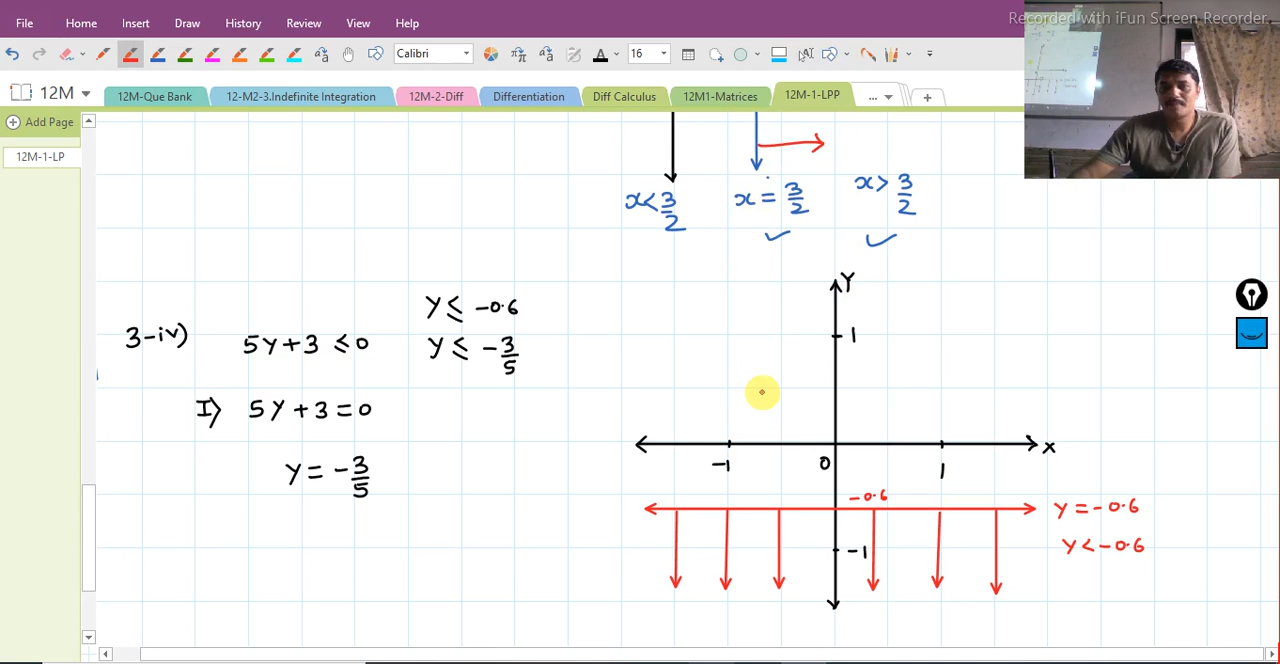 File Home Insert Draw History Review View Help
Recorded with iFun Screen Recorder
Calibri 16
12M 12M-Que Bank 12-M2-3.Indefinite Integration 12M-2-Diff Differentiation Diff Calculus 12M1-Matrices 12M-1-LPP ... +
Add Page
12M-1-LP
x < 3/2 x = 3/2 x > 3/2
Y
y ≤ -0.6
3-iv) 5y + 3 ≤ 0 y ≤ -3/5
1
I) 5y + 3 = 0
-1 0 1 X
y = -3/5
-0.6
y = -0.6
y < -0.6
-1